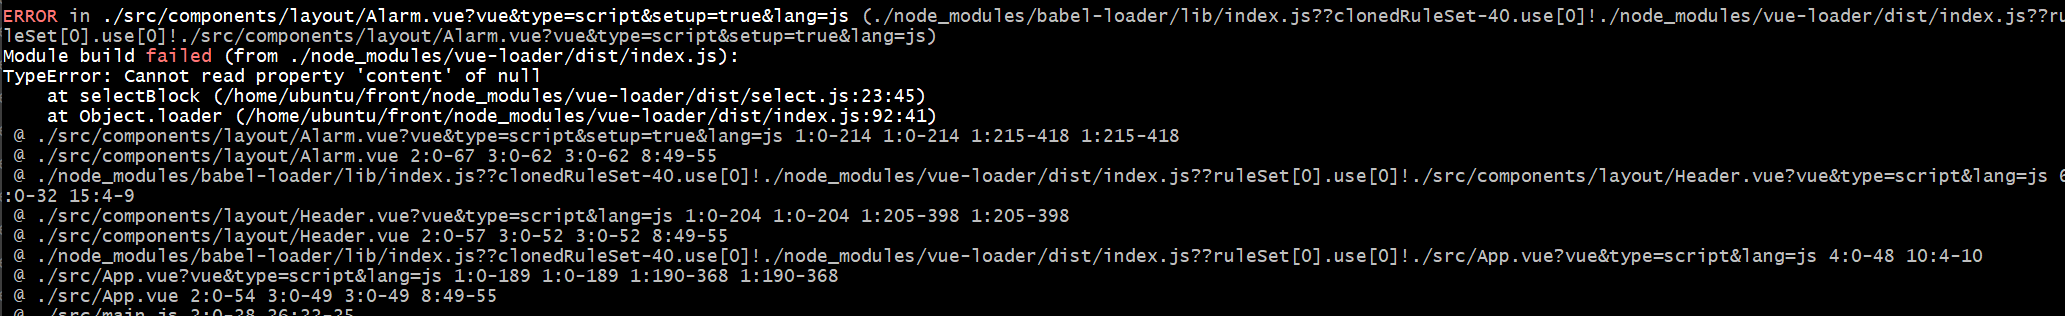 ERROR in ./src/components/layout/Alarm.vue?vue&type=script&setup=true&lang=js (./node_modules/babel-loader/lib/index.js??clonedRuleSet-40.use[0]!./node_modules/vue-loader/dist/index.js??ru
leSet[0].use[0]!./src/components/layout/Alarm.vue?vue&type=script&setup=true&lang=js)
Module build failed (from ./node_modules/vue-loader/dist/index.js):
TypeError: Cannot read property 'content' of null
    at selectBlock (/home/ubuntu/front/node_modules/vue-loader/dist/select.js:23:45)
    at Object.loader (/home/ubuntu/front/node_modules/vue-loader/dist/index.js:92:41)
 @ ./src/components/layout/Alarm.vue?vue&type=script&setup=true&lang=js 1:0-214 1:0-214 1:215-418 1:215-418
 @ ./src/components/layout/Alarm.vue 2:0-67 3:0-62 3:0-62 8:49-55
 @ ./node_modules/babel-loader/lib/index.js??clonedRuleSet-40.use[0]!./node_modules/vue-loader/dist/index.js??ruleSet[0].use[0]!./src/components/layout/Header.vue?vue&type=script&lang=js 6
:0-32 15:4-9
 @ ./src/components/layout/Header.vue?vue&type=script&lang=js 1:0-204 1:0-204 1:205-398 1:205-398
 @ ./src/components/layout/Header.vue 2:0-57 3:0-52 3:0-52 8:49-55
 @ ./node_modules/babel-loader/lib/index.js??clonedRuleSet-40.use[0]!./node_modules/vue-loader/dist/index.js??ruleSet[0].use[0]!./src/App.vue?vue&type=script&lang=js 4:0-48 10:4-10
 @ ./src/App.vue?vue&type=script&lang=js 1:0-189 1:0-189 1:190-368 1:190-368
 @ ./src/App.vue 2:0-54 3:0-49 3:0-49 8:49-55
 @ ./src/main.js